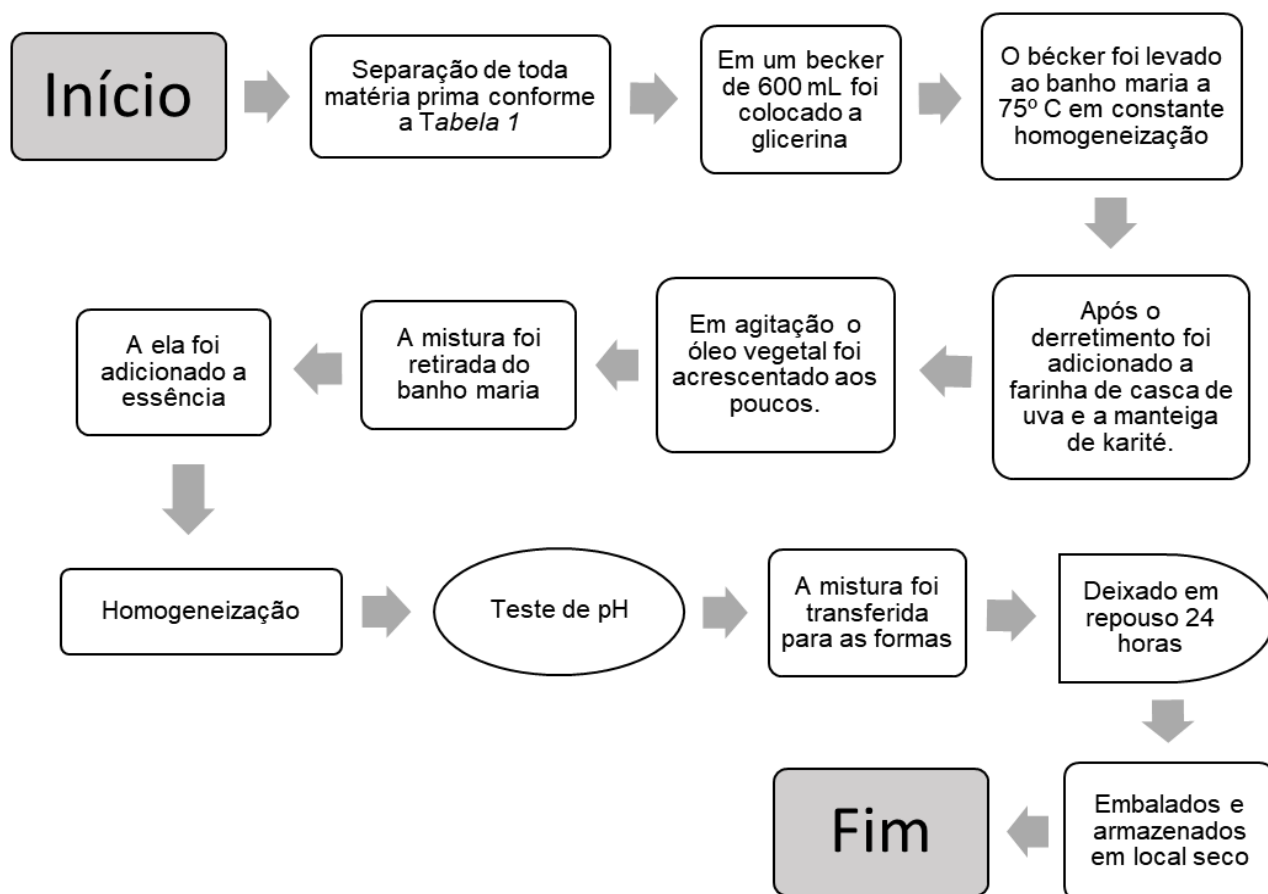 Início
Separação de toda
matéria prima conforme
a Tabela 1
Em um becker
de 600 mL foi
colocado a
glicerina
O bécker foi levado
ao banho maria a
75º C em constante
homogeneização
Após o
derretimento foi
adicionado a
farinha de casca de
uva e a manteiga
de karité.
Em agitação o
óleo vegetal foi
acrescentado aos
poucos.
A mistura foi
retirada do
banho maria
A ela foi
adicionado a
essência
Homogeneização
Teste de pH
A mistura foi
transferida
para as formas
Deixado em
repouso 24
horas
Embalados e
armazenados
em local seco
Fim